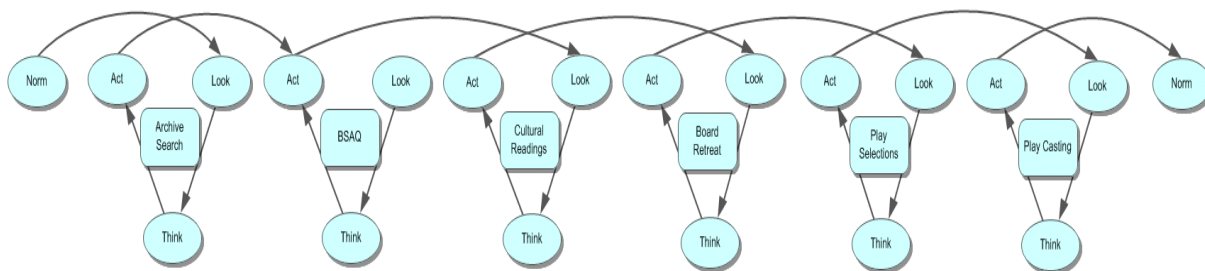 Norm
Act
Look
Act
Look
Act
Look
Act
Look
Act
Look
Act
Look
Norm
Archive
Search
BSAQ
Cultural
Readings
Board
Retreat
Play
Selections
Play Casting
Think
Think
Think
Think
Think
Think